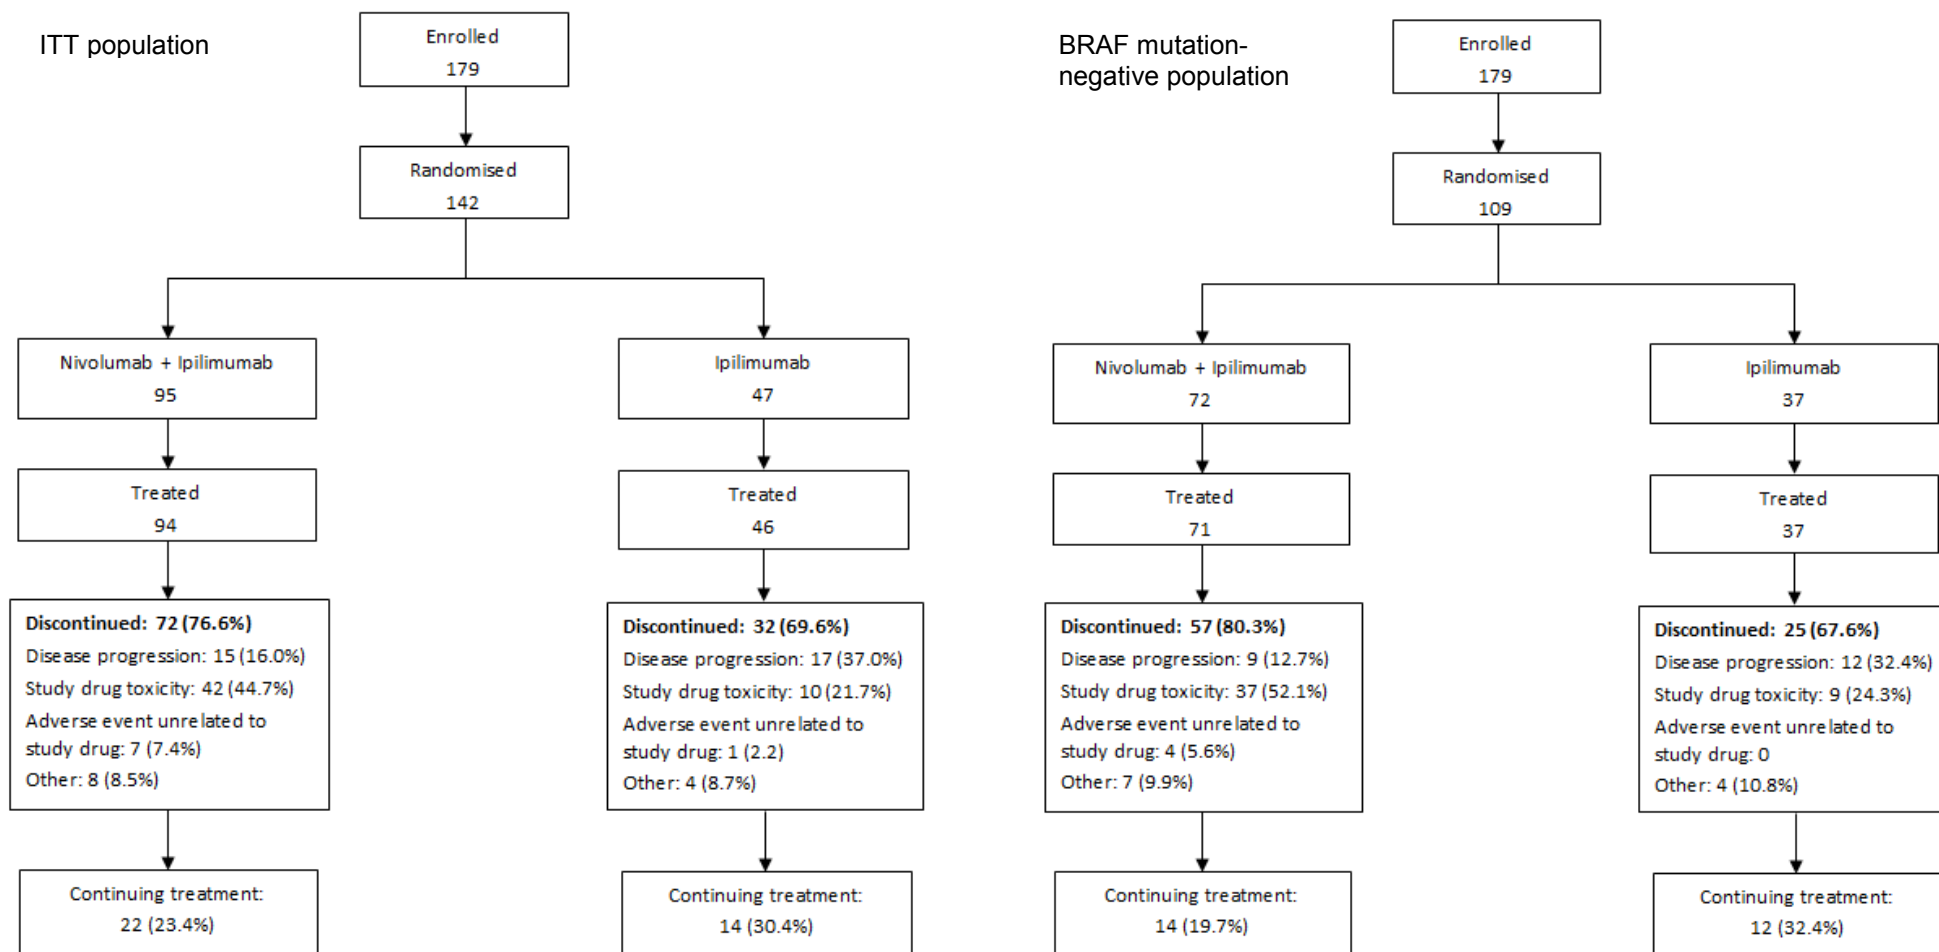 ITT population
Enrolled
179
Randomised
142
Nivolumab + Ipilimumab
95
Treated
94
Discontinued: 72 (76.6%)
Disease progression: 15 (16.0%)
Study drug toxicity: 42 (44.7%)
Adverse event unrelated to
study drug: 7 (7.4%)
Other: 8 (8.5%)
Continuing treatment:
22 (23.4%)
Ipilimumab
47
Treated
46
Discontinued: 32 (69.6%)
Disease progression: 17 (37.0%)
Study drug toxicity: 10 (21.7%)
Adverse event unrelated to
study drug: 1 (2.2)
Other: 4 (8.7%)
Continuing treatment:
14 (30.4%)
BRAF mutation-
negative population
Enrolled
179
Randomised
109
Nivolumab + Ipilimumab
72
Treated
71
Discontinued: 57 (80.3%)
Disease progression: 9 (12.7%)
Study drug toxicity: 37 (52.1%)
Adverse event unrelated to
study drug: 4 (5.6%)
Other: 7 (9.9%)
Continuing treatment:
14 (19.7%)
Ipilimumab
37
Treated
37
Discontinued: 25 (67.6%)
Disease progression: 12 (32.4%)
Study drug toxicity: 9 (24.3%)
Adverse event unrelated to
study drug: 0
Other: 4 (10.8%)
Continuing treatment:
12 (32.4%)